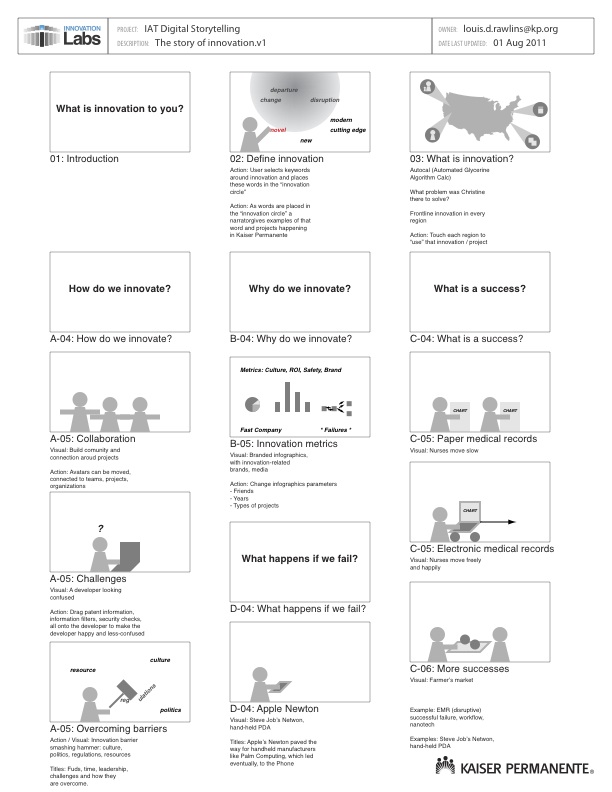 INNOVATION
Labs
PROJECT: IAT Digital Storytelling
DESCRIPTION: The story of innovation.v1
OWNER: louis.d.rawlins@kp.org
DATE LAST UPDATED: 01 Aug 2011
What is innovation to you?
01: Introduction
departure
change
disruption
modern
novel
cutting edge
new
02: Define innovation
Action: User selects keywords
around innovation and places
these words in the "innovation
circle"
Action: As words are placed in
the "innovation circle" a
narratorgives examples of that
word and projects happening
in Kaiser Permanente
03: What is innovation?
Autocal (Automated Glycerine
Algorithm Calc)
What problem was Christine
there to solve?
Frontline innovation in every
region
Action: Touch each region to
"use" that innovation / project
How do we innovate?
A-04: How do we innovate?
A-05: Collaboration
Visual: Build comunity and
connection aroud projects
Action: Avatars can be moved,
connected to teams, projects,
organizations
?
A-05: Challenges
Visual: A developer looking
confused
Action: Drag patent information,
information filters, security checks,
all onto the developer to make the
developer happy and less-confused
culture
resource
regulations
politics
A-05: Overcoming barriers
Action / Visual: Innovation barrier
smashing hammer: culture,
politics, regulations, resources
Titles: Fuds, time, leadership,
challenges and how they
are overcome.
Why do we innovate?
B-04: Why do we innovate?
Metrics: Culture, ROI, Safety, Brand
Fast Company
" Failures "
B-05: Innovation metrics
Visual: Branded infographics,
with innovation-related
brands, media
Action: Change infographics parameters
- Friends
- Years
- Types of projects
What happens if we fail?
D-04: What happens if we fail?
D-04: Apple Newton
Visual: Steve Job's Netwon,
hand-held PDA
Titles: Apple's Newton paved the
way for handheld manufacturers
like Palm Computing, which led
eventually, to the Phone
What is a success?
C-04: What is a success?
CHART
CHART
C-05: Paper medical records
Visual: Nurses move slow
CHART
C-05: Electronic medical records
Visual: Nurses move freely
and happily
C-06: More successes
Visual: Farmer's market
Example: EMR (disruptive)
successful failure, workflow,
nanotech
Examples: Steve Job's Netwon,
hand-held PDA
KAISER PERMANENTE®